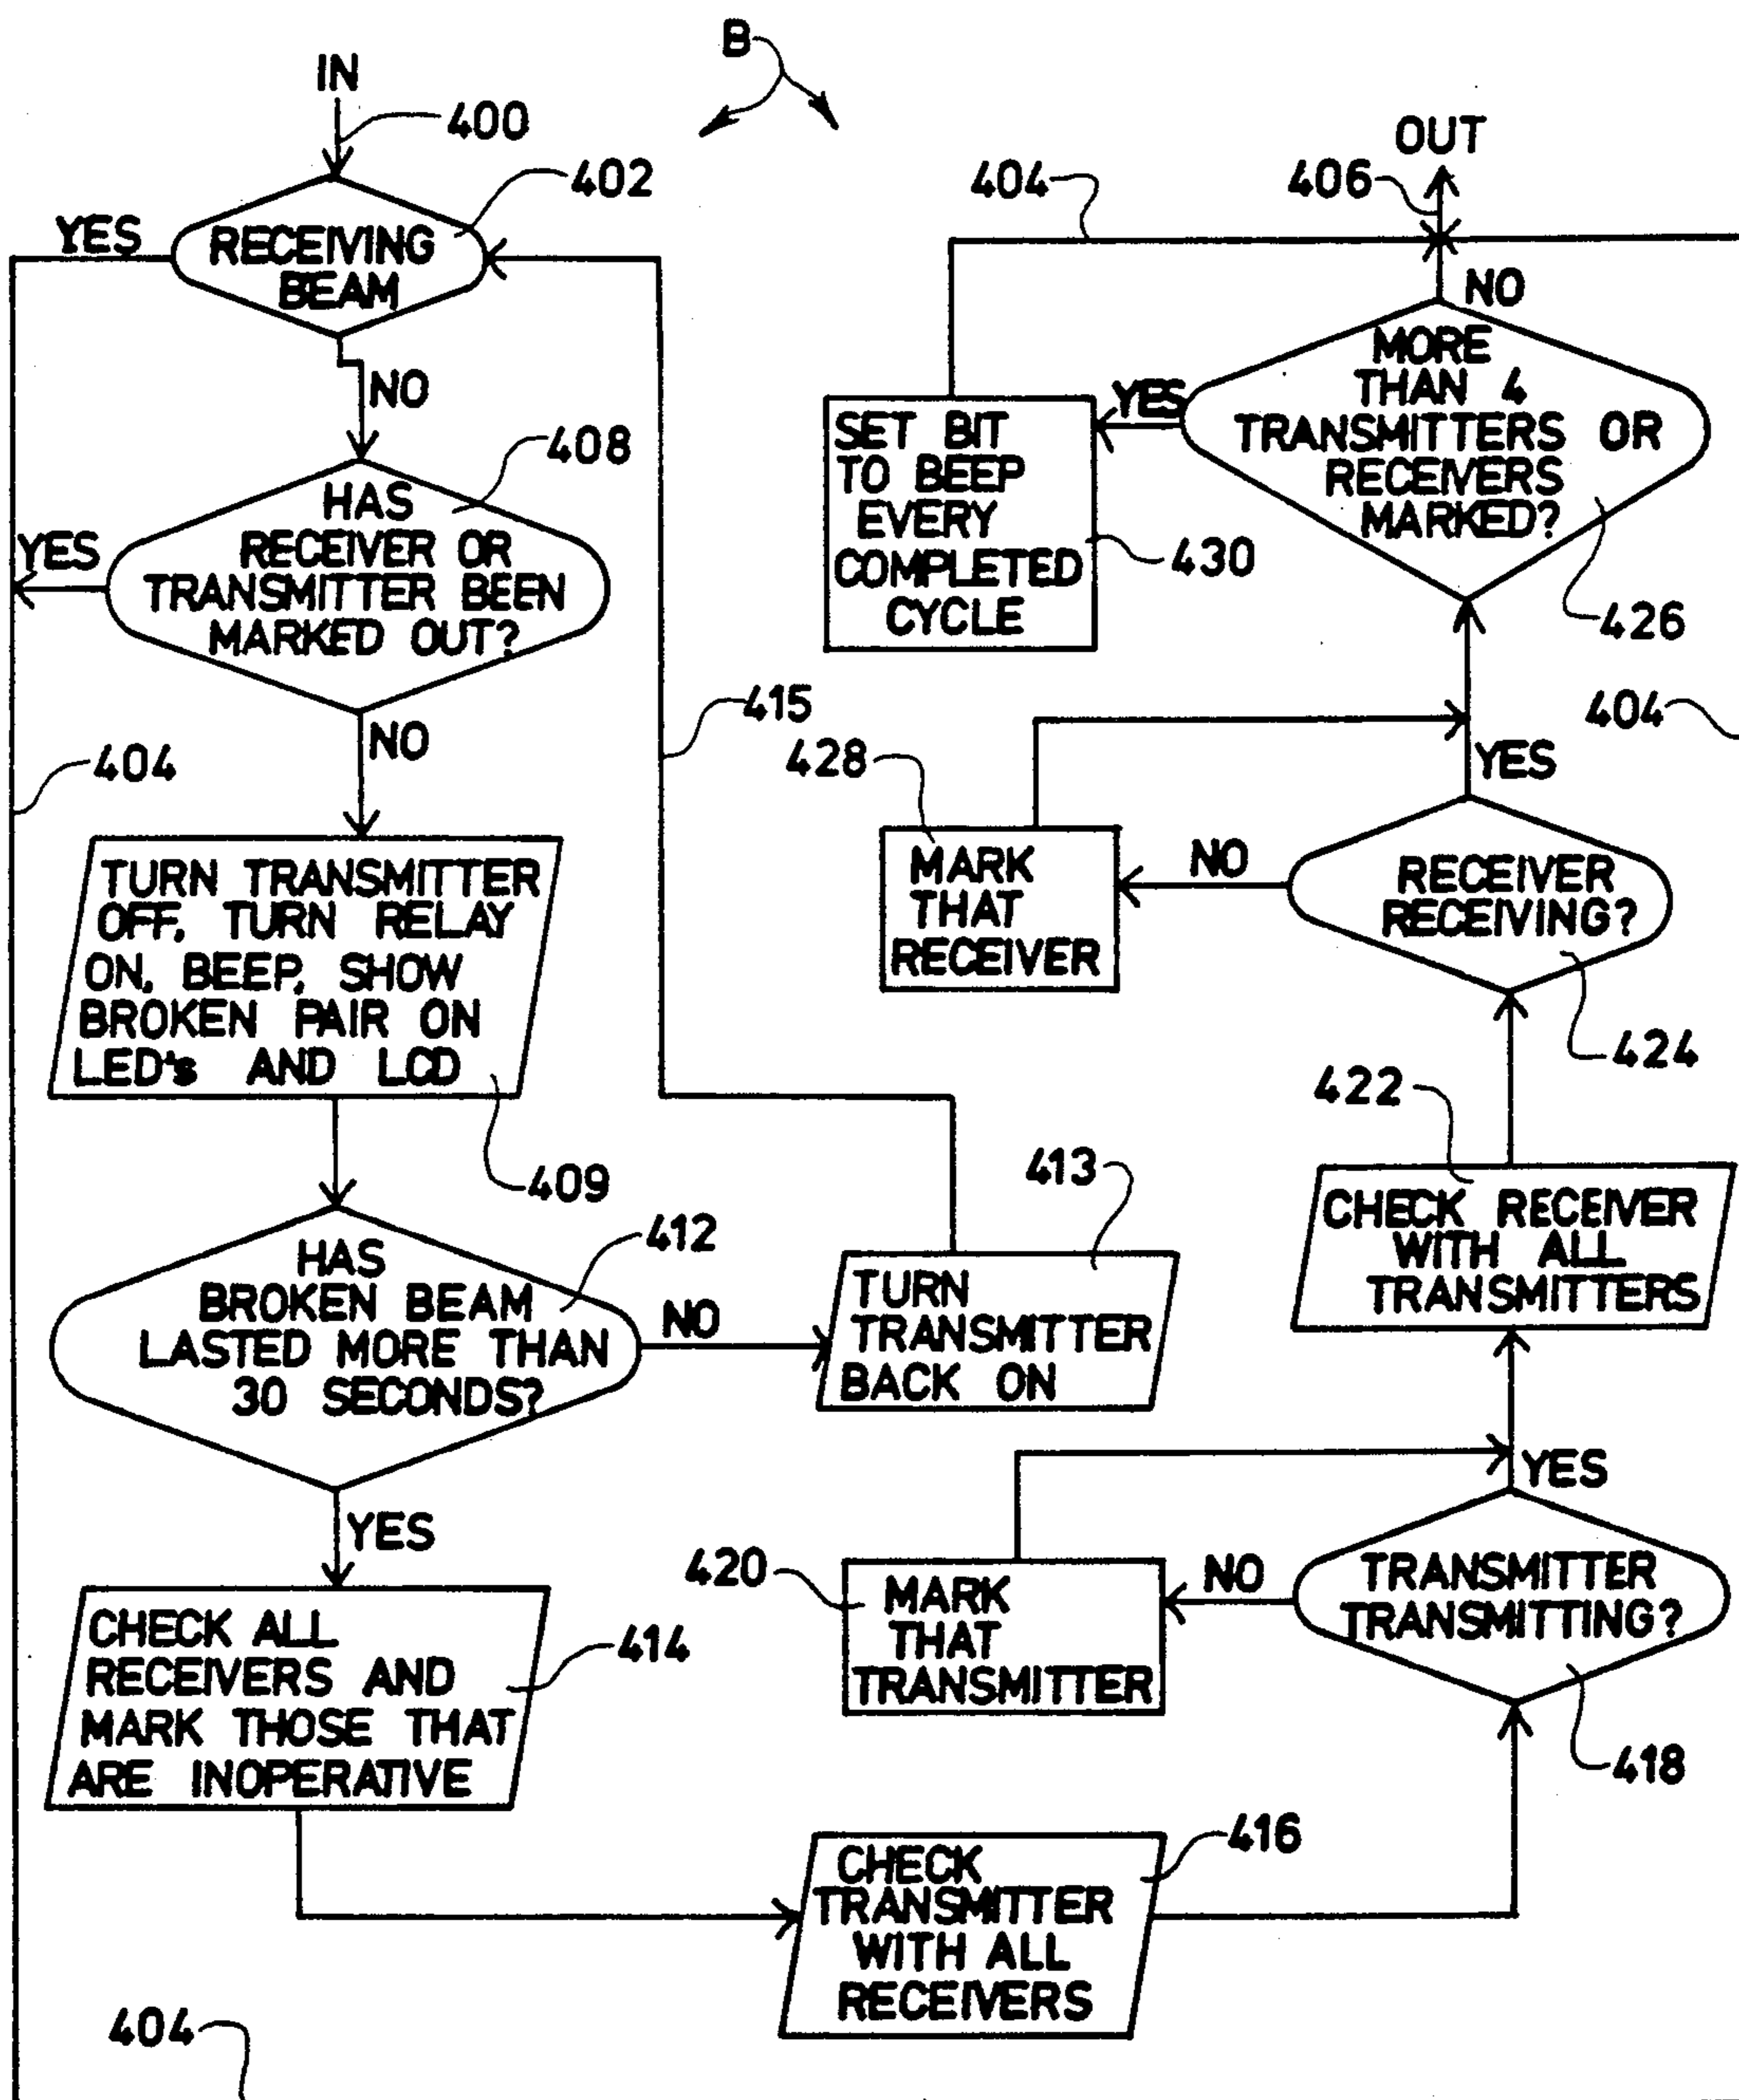 B
IN
400
402
YES
RECEIVING
BEAM
NO
408
HAS
RECEIVER OR
TRANSMITTER BEEN
MARKED OUT?
YES
NO
404
415
TURN TRANSMITTER
OFF, TURN RELAY
ON, BEEP, SHOW
BROKEN PAIR ON
LED's AND LCD
409
HAS
BROKEN BEAM
LASTED MORE THAN
30 SECONDS?
412
NO
413
TURN
TRANSMITTER
BACK ON
YES
CHECK ALL
RECEIVERS AND
MARK THOSE THAT
ARE INOPERATIVE
414
CHECK
TRANSMITTER
WITH ALL
RECEIVERS
416
404
OUT
406
404
NO
MORE
THAN 4
TRANSMITTERS OR
RECEIVERS
MARKED?
426
YES
SET BIT
TO BEEP
EVERY
COMPLETED
CYCLE
430
404
YES
428
MARK
THAT
RECEIVER
NO
RECEIVER
RECEIVING?
424
422
CHECK RECEIVER
WITH ALL
TRANSMITTERS
YES
420
MARK
THAT
TRANSMITTER
NO
TRANSMITTER
TRANSMITTING?
418